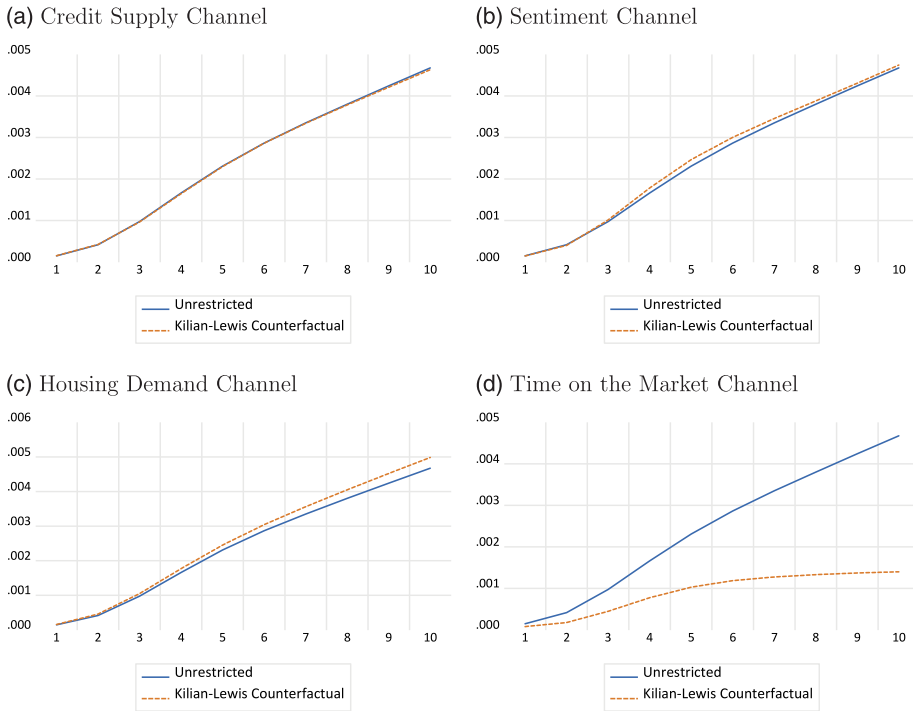 (a) Credit Supply Channel
.005
.004
.003
.002
.001
.000
1 2 3 4 5 6 7 8 9 10
Unrestricted
Kilian-Lewis Counterfactual
(b) Sentiment Channel
.005
.004
.003
.002
.001
.000
1 2 3 4 5 6 7 8 9 10
Unrestricted
Kilian-Lewis Counterfactual
(c) Housing Demand Channel
.006
.005
.004
.003
.002
.001
.000
1 2 3 4 5 6 7 8 9 10
Unrestricted
Kilian-Lewis Counterfactual
(d) Time on the Market Channel
.005
.004
.003
.002
.001
.000
1 2 3 4 5 6 7 8 9 10
Unrestricted
Kilian-Lewis Counterfactual